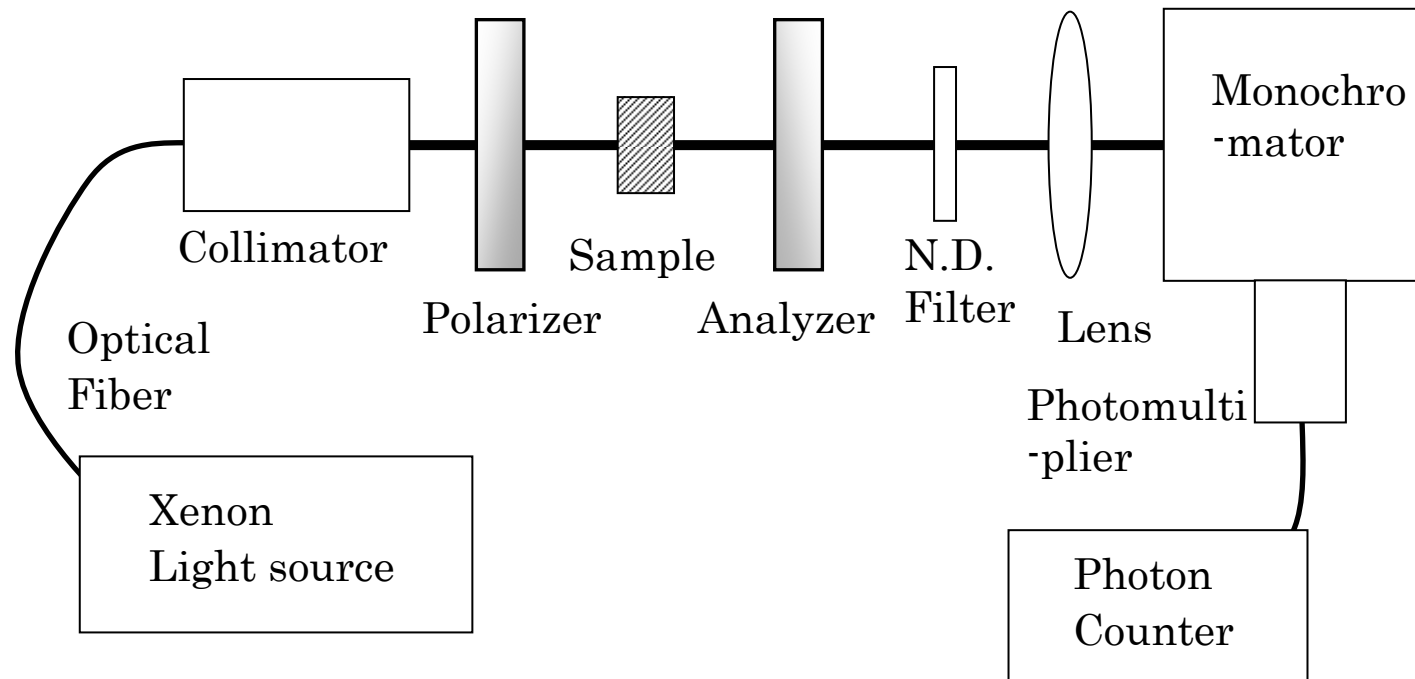 Monochro
-mator
Collimator
Sample
N.D.
Filter
Polarizer
Analyzer
Lens
Optical
Fiber
Photomulti
-plier
Xenon
Light source
Photon
Counter